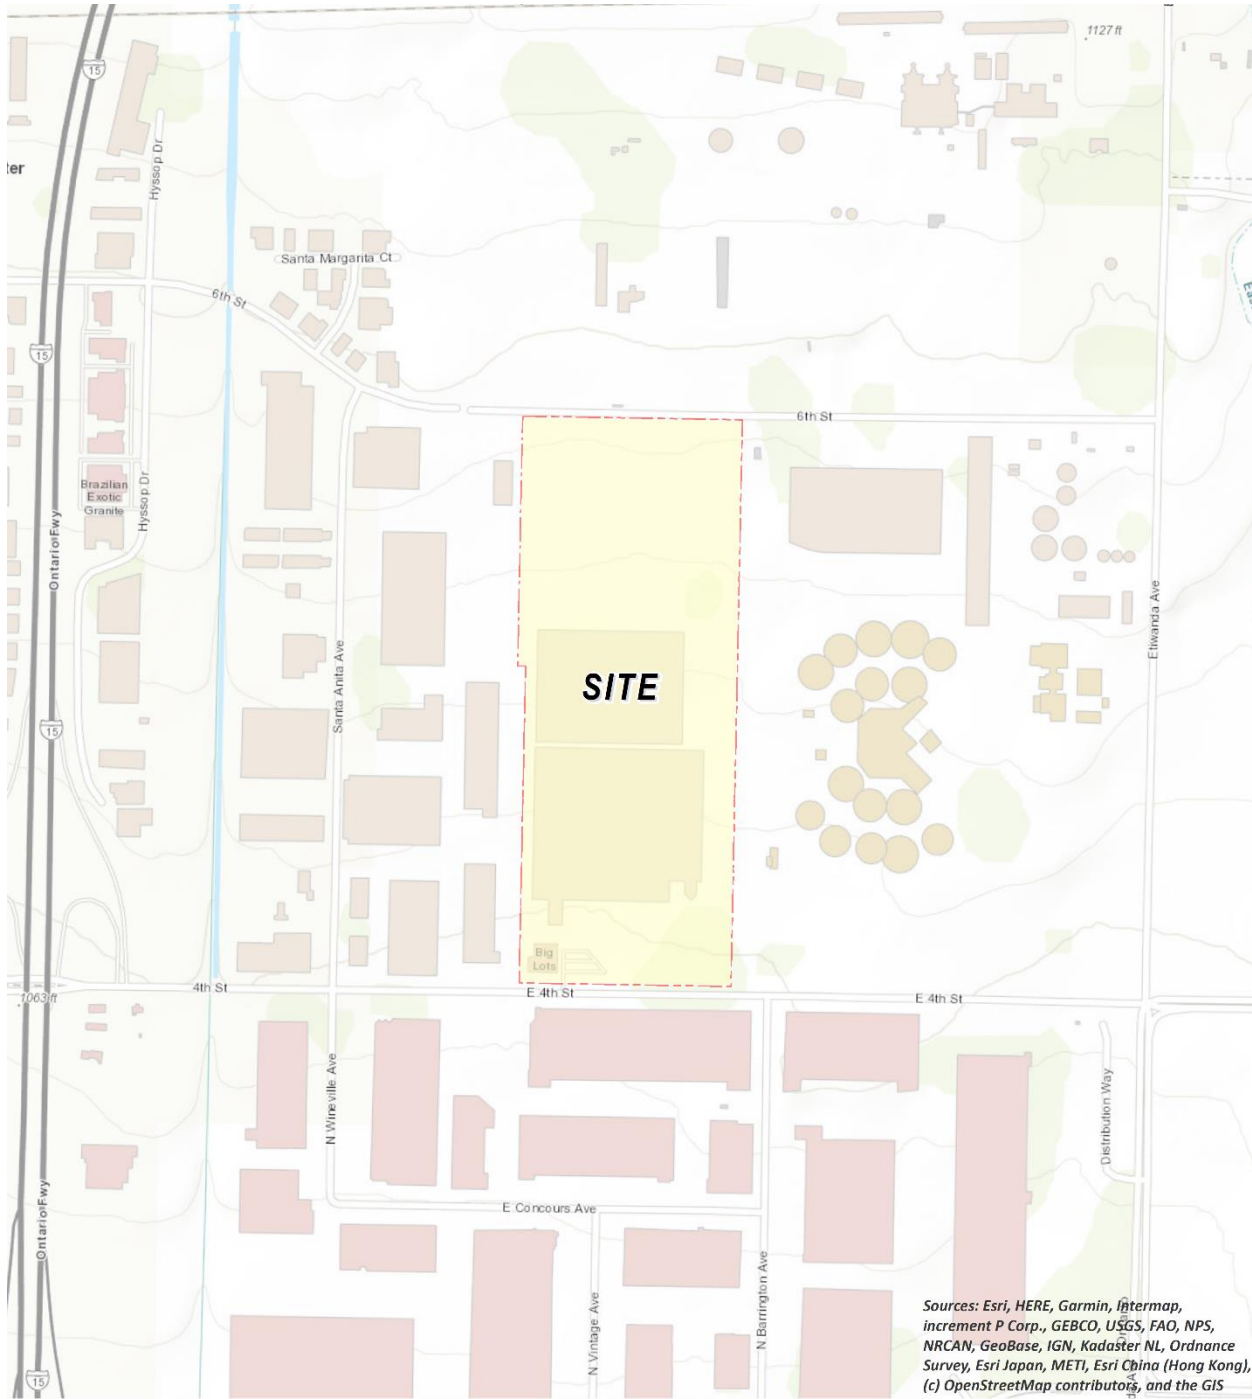 1127 ft
15
ter
Hyssop Dr
Santa Margarita Ct
6th St
15
6th St
Brazilian
Exotic
Granite
Hyssop Dr
Ontario Fwy
Etiwanda Ave
Santa Anita Ave
SITE
15
Big
Lots
4th St
E 4th St
E 4th St
1063 ft
N Wineville Ave
Distribution Way
Ontario Fwy
E Concours Ave
N Vintage Ave
N Barrington Ave
15
Sources: Esri, HERE, Garmin, Intermap,
increment P Corp., GEBCO, USGS, FAO, NPS,
NRCAN, GeoBase, IGN, Kadaster NL, Ordnance
Survey, Esri Japan, METI, Esri China (Hong Kong),
(c) OpenStreetMap contributors, and the GIS